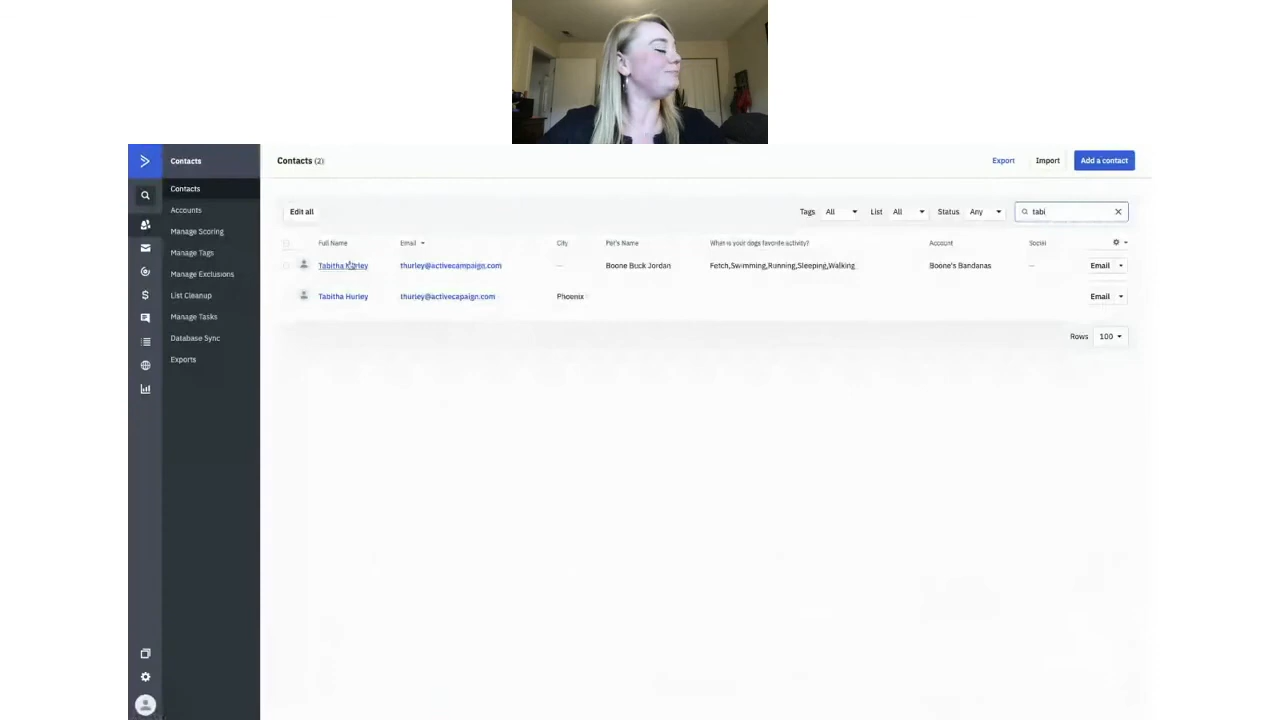 Contacts
Contacts (2)
Export
Import
Add a contact
Contacts
Accounts
Manage Scoring
Manage Tags
Manage Exclusions
List Cleanup
Manage Tasks
Database Sync
Exports
Edit all
Tags All
List All
Status Any
tabi
Full Name Email City Pet's Name When is your dogs favorite activity? Account Social
Tabitha Hurley thurley@activecampaign.com — Boone Buck Jordan Fetch,Swimming,Running,Sleeping,Walking Boone's Bandanas — Email
Tabitha Hurley thurley@activecapaign.com Phoenix Email
Rows 100